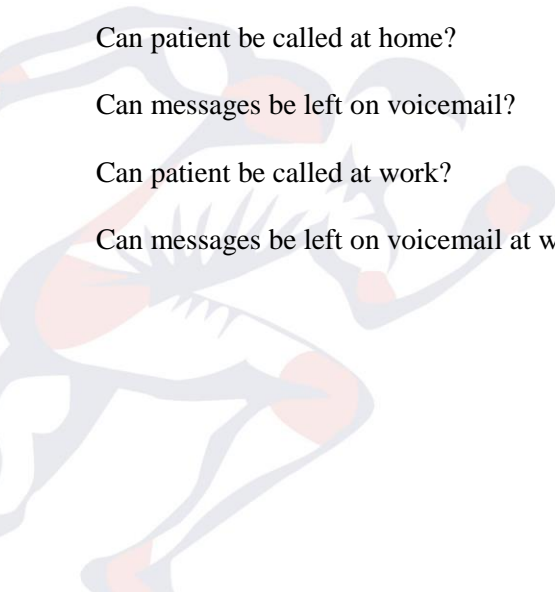 Can patient be called at home?
Can messages be left on voicemail?
Can patient be called at work?
Can messages be left on voicemail at